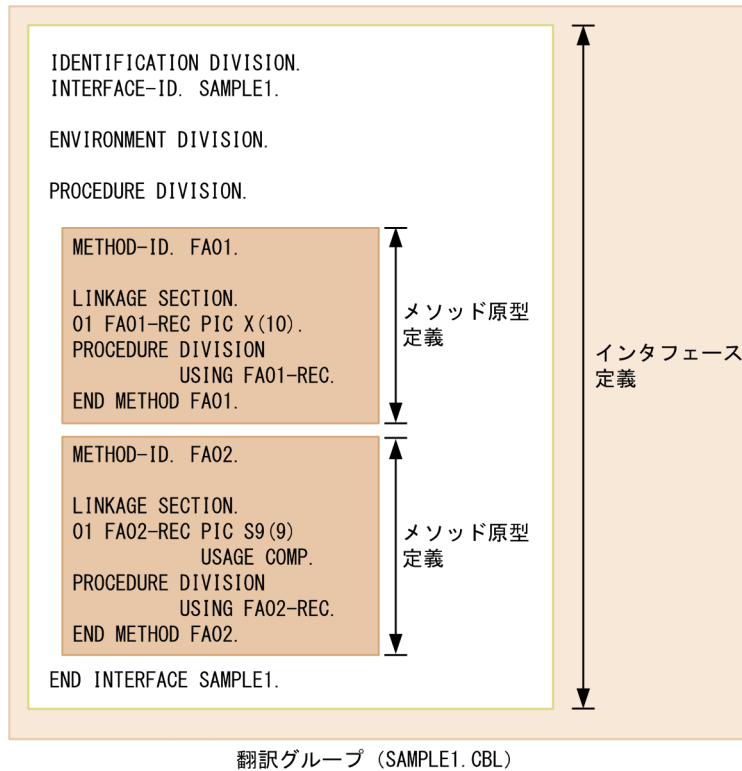 IDENTIFICATION DIVISION.
INTERFACE-ID. SAMPLE1.
ENVIRONMENT DIVISION.
PROCEDURE DIVISION.
METHOD-ID. FA01.
LINKAGE SECTION.
01 FA01-REC PIC X(10).
PROCEDURE DIVISION
USING FA01-REC.
END METHOD FA01.
メソッド原型
定義
METHOD-ID. FA02.
LINKAGE SECTION.
01 FA02-REC PIC S9(9)
USAGE COMP.
PROCEDURE DIVISION
USING FA02-REC.
END METHOD FA02.
メソッド原型
定義
END INTERFACE SAMPLE1.
インタフェース
定義
翻訳グループ（SAMPLE1.CBL）